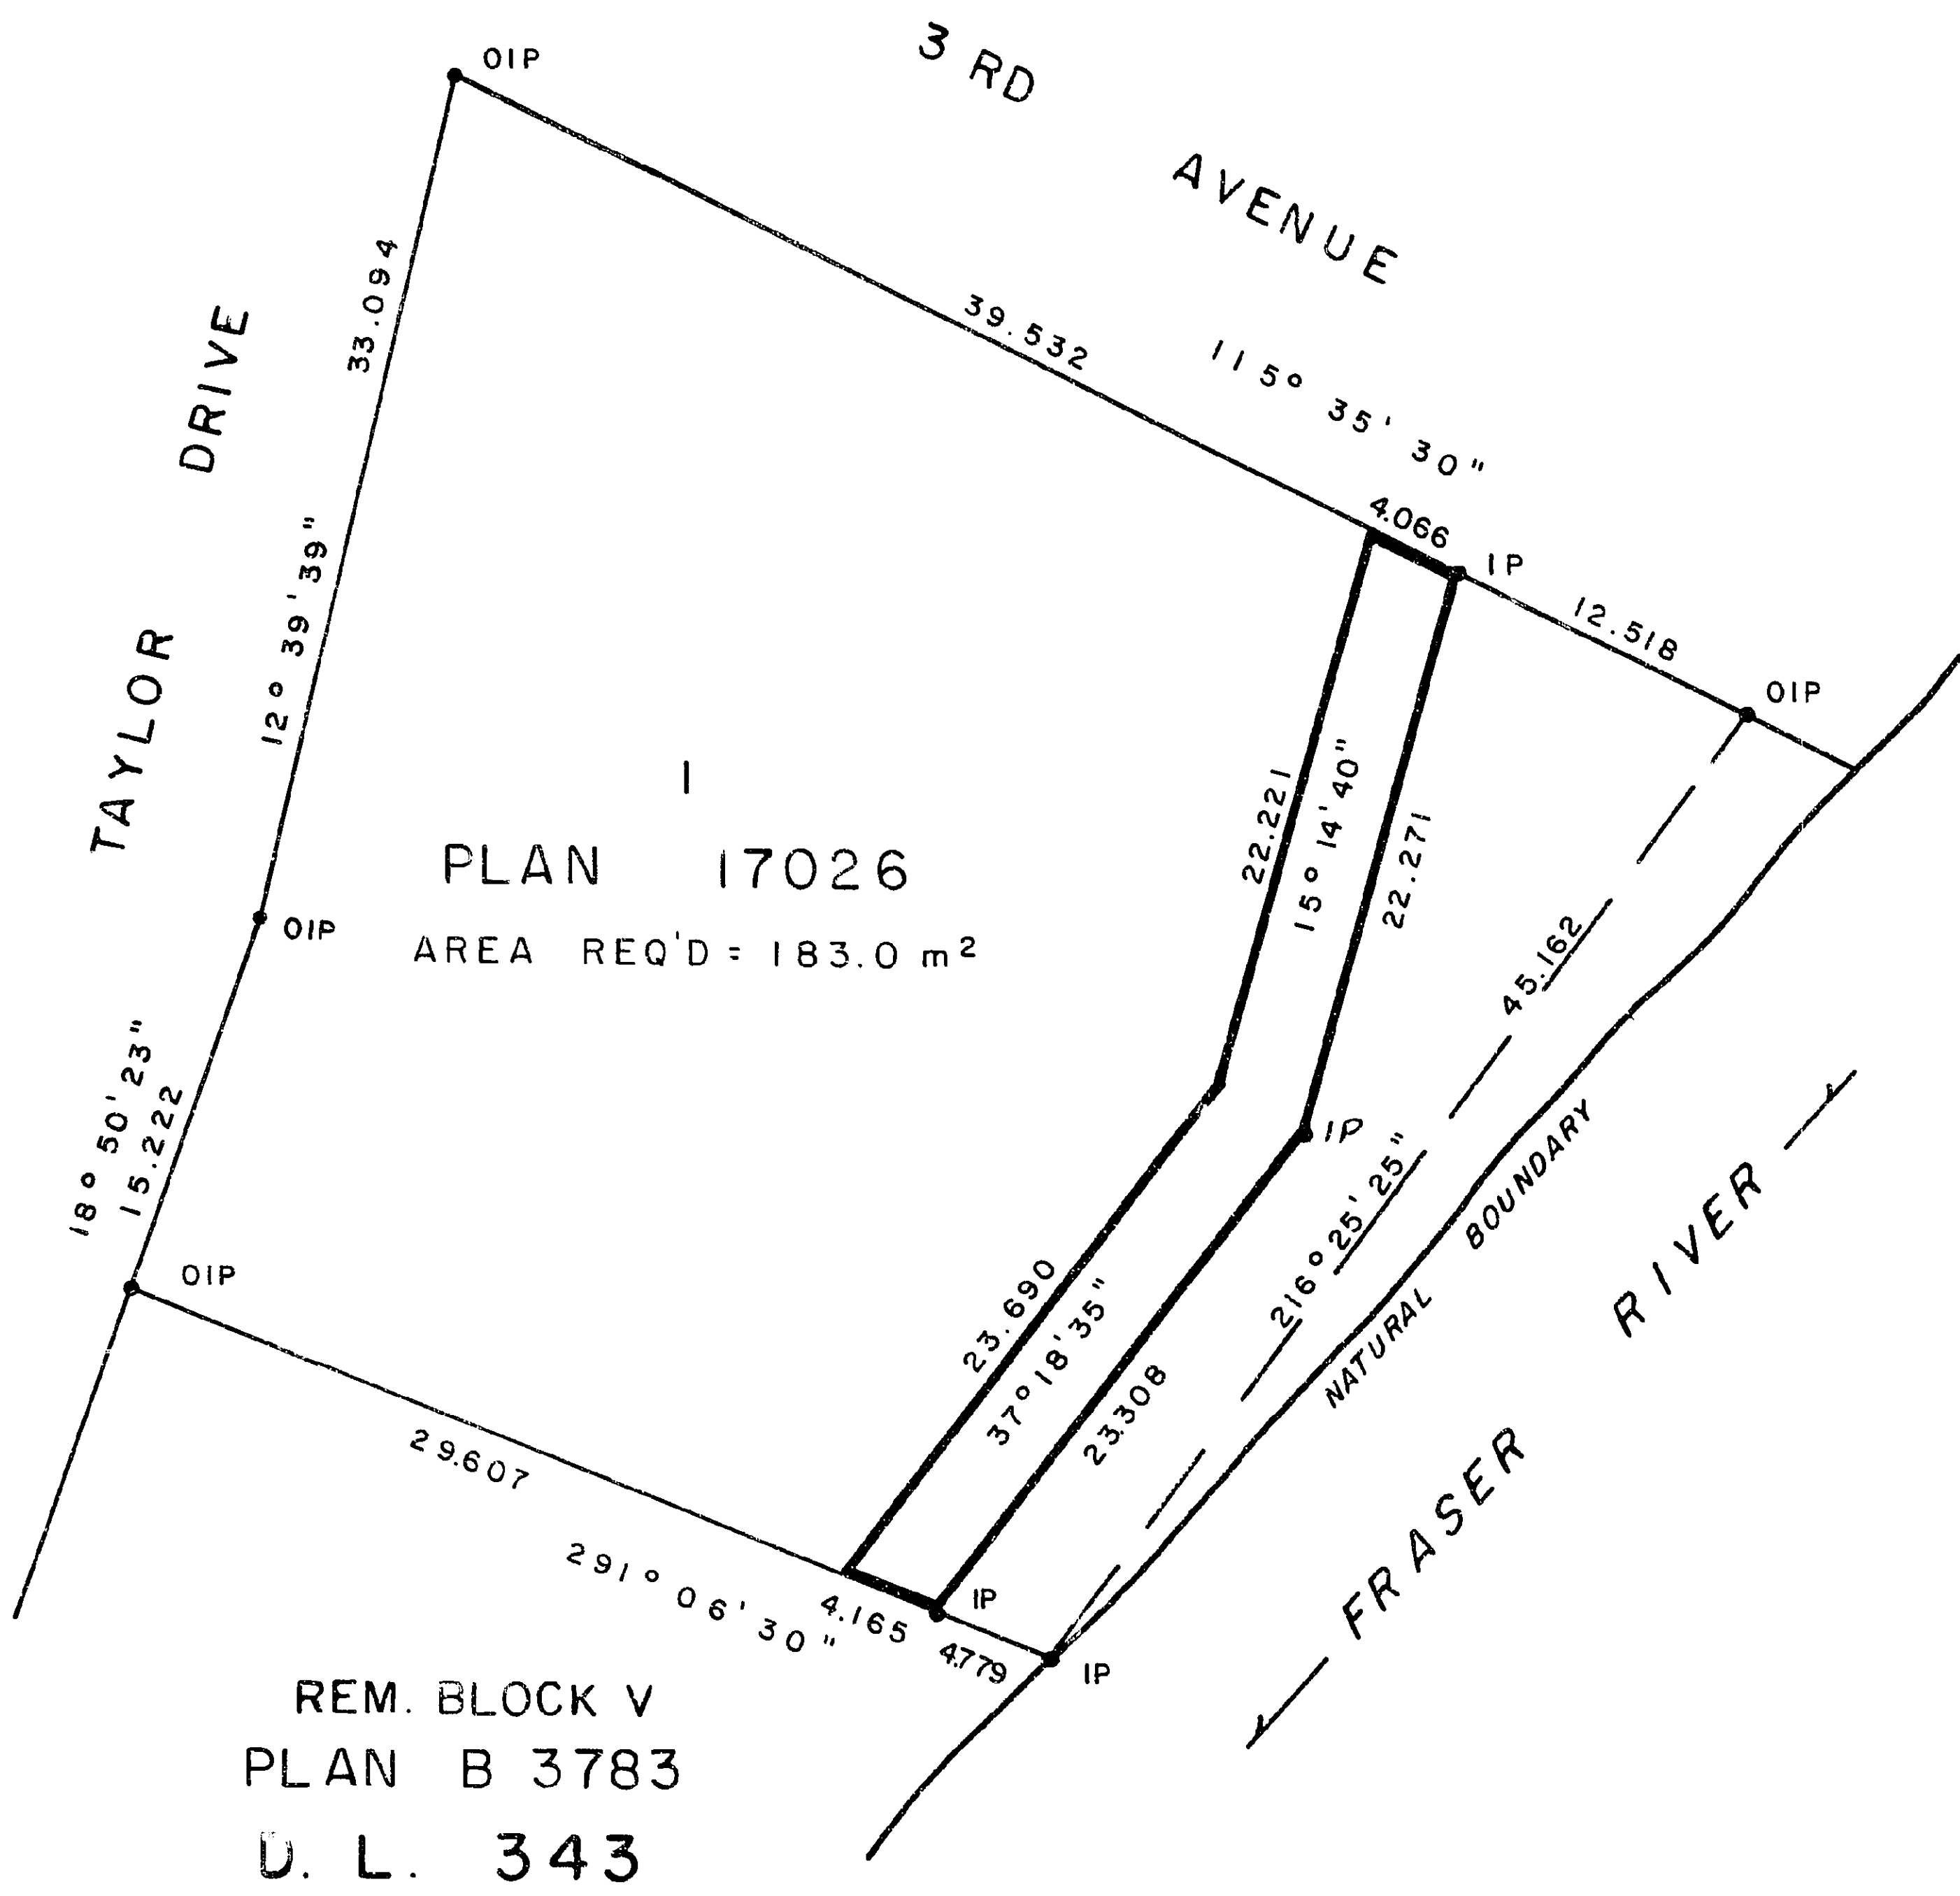 OIP
3 RD AVENUE
39.532
115° 35' 30"
4.066
IP
12.518
OIP
33.094
12° 39' 39"
TAYLOR DRIVE
OIP
1
PLAN 17026
AREA REQ'D = 183.0 m²
22.221
15° 14' 40"
22.271
IP
45.162
216° 25' 25"
NATURAL BOUNDARY
FRASER RIVER
18° 50' 23"
15.222
OIP
23.690
37° 18' 35"
23.308
29.607
291° 06' 30"
4.165
IP
4.779
IP
REM. BLOCK V
PLAN B 3783
D. L. 343